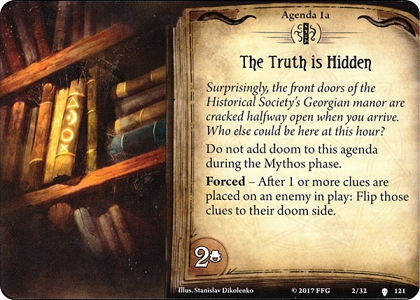 Agenda 1a
The Truth is Hidden
Surprisingly, the front doors of the
Historical Society's Georgian manor are
cracked halfway open when you arrive.
Who else could be here at this hour?
Do not add doom to this agenda
during the Mythos phase.
Forced – After 1 or more clues are
placed on an enemy in play: Flip those
clues to their doom side.
2
Illus. Stanislav Dikolenko
© 2017 FFG
2/32
121